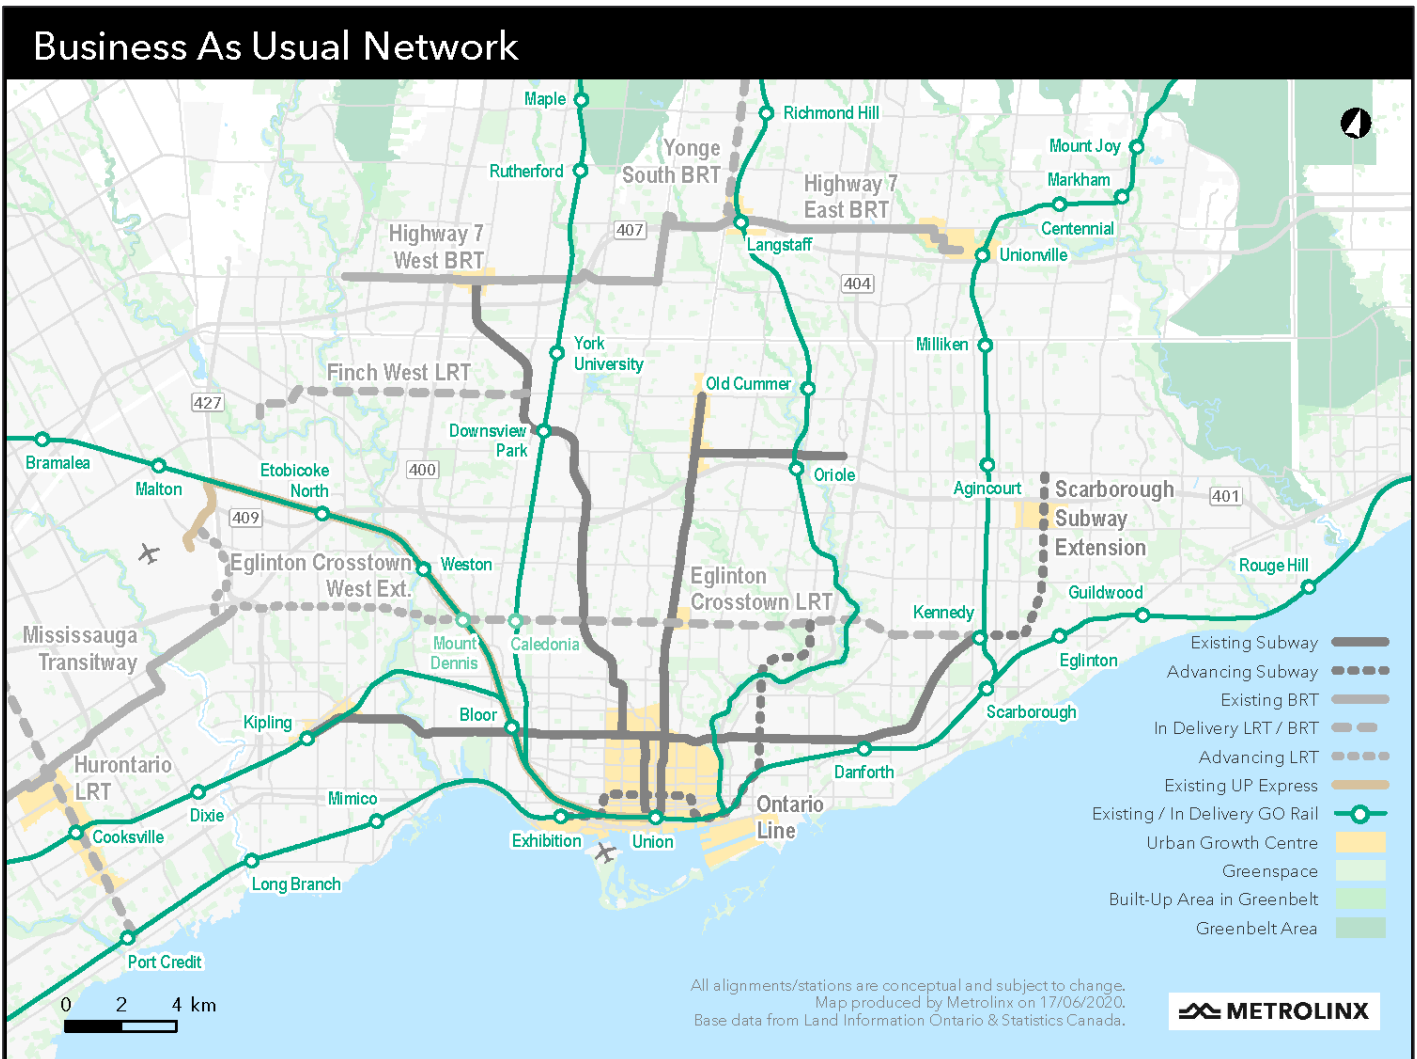 Business As Usual Network
Maple
Richmond Hill
Yonge
South BRT
Mount Joy
Rutherford
Markham
Highway 7
East BRT
Centennial
407
Highway 7
West BRT
Langstaff
Unionville
404
York
University
Milliken
Finch West LRT
Old Cummer
427
Downsview
Park
Bramalea
Etobicoke
North
400
Malton
Oriole
Agincourt
Scarborough
Subway
Extension
401
409
Eglinton Crosstown
West Ext.
Weston
Eglinton
Crosstown LRT
Rouge Hill
Guildwood
Kennedy
Mississauga
Transitway
Mount
Dennis
Caledonia
Eglinton
Existing Subway
Advancing Subway
Existing BRT
In Delivery LRT / BRT
Advancing LRT
Existing UP Express
Existing / In Delivery GO Rail
Urban Growth Centre
Greenspace
Built-Up Area in Greenbelt
Greenbelt Area
Kipling
Bloor
Scarborough
Hurontario
LRT
Danforth
Dixie
Mimico
Ontario
Line
Cooksville
Exhibition
Union
Long Branch
Port Credit
0 2 4 km
All alignments/stations are conceptual and subject to change.
Map produced by Metrolinx on 17/06/2020.
Base data from Land Information Ontario & Statistics Canada.
METROLINX